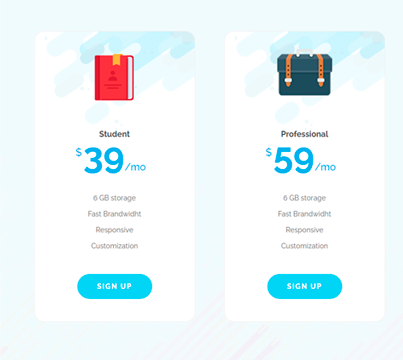 Student
$39/mo
6 GB storage
Fast Brandwidht
Responsive
Customization
SIGN UP
Professional
$59/mo
6 GB storage
Fast Brandwidht
Responsive
Customization
SIGN UP